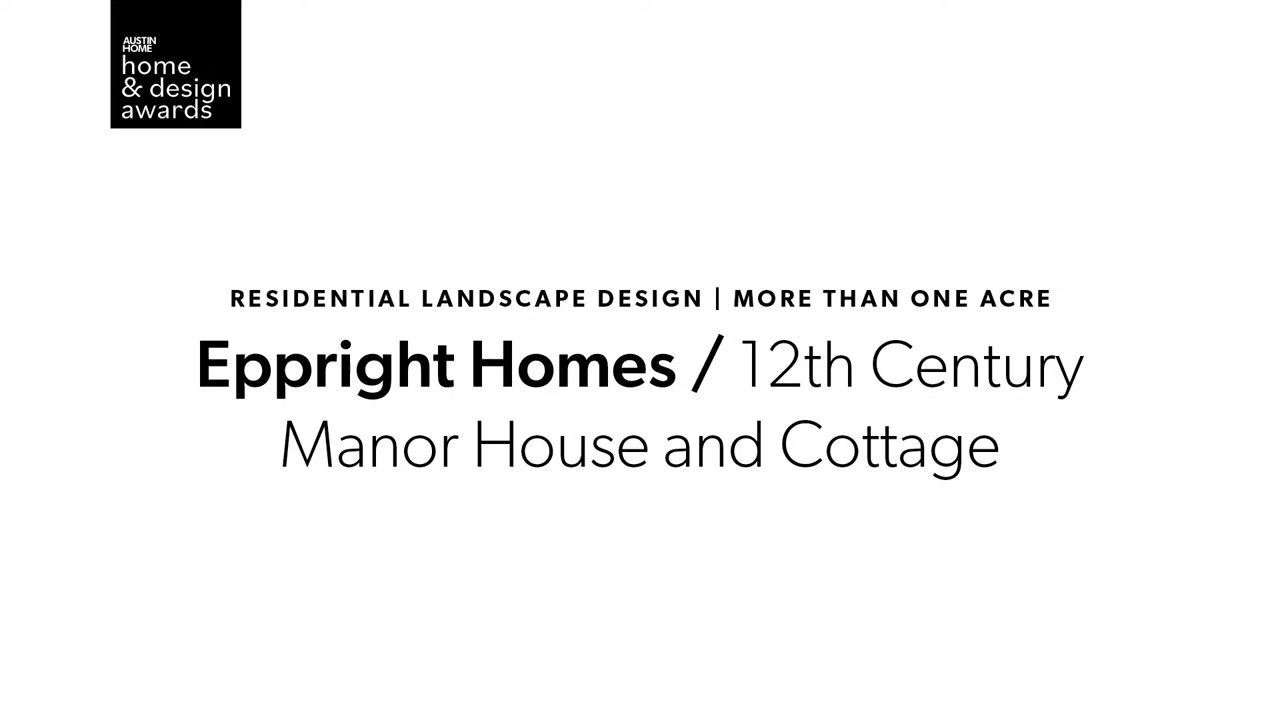 AUSTIN
HOME
home
& design
awards
RESIDENTIAL LANDSCAPE DESIGN | MORE THAN ONE ACRE
Eppright Homes / 12th Century
Manor House and Cottage